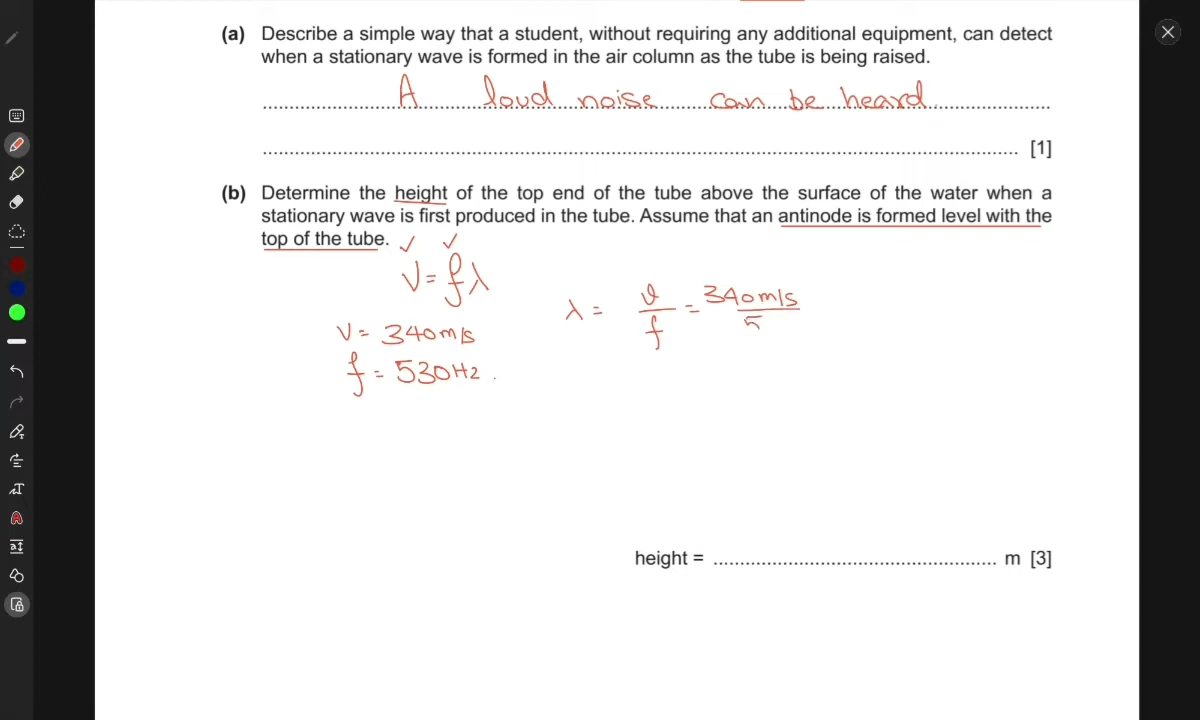 (a) Describe a simple way that a student, without requiring any additional equipment, can detect
when a stationary wave is formed in the air column as the tube is being raised.
A loud noise can be heard
[1]
(b) Determine the height of the top end of the tube above the surface of the water when a
stationary wave is first produced in the tube. Assume that an antinode is formed level with the
top of the tube.
V = fλ
λ = v/f = 340m/s / 5
V = 340m/s
f = 530Hz.
height = ........................................................ m [3]